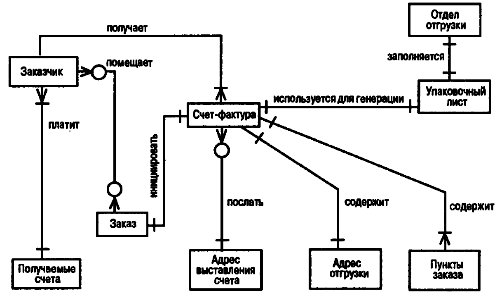 Отдел
отгрузки
получает
заполняется
Заказчик
помещает
Упаковочный
лист
используется для генерации
Счет-фактура
платит
инициировать
послать
содержит
содержит
Заказ
Получаемые
счета
Адрес
выставления
счета
Адрес
отгрузки
Пункты
заказа